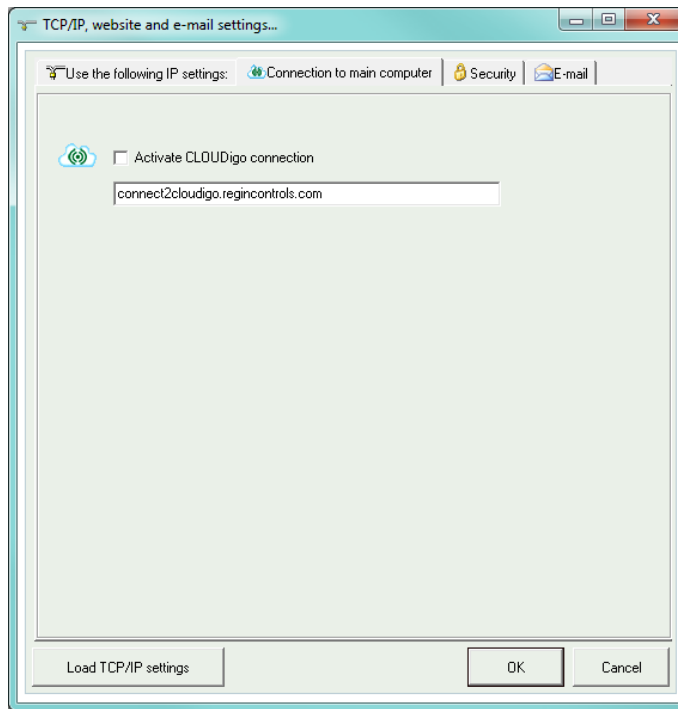 TCP/IP, website and e-mail settings...
Use the following IP settings: Connection to main computer Security E-mail
Activate CLOUDigo connection
connect2cloudigo.regincontrols.com
Load TCP/IP settings OK Cancel